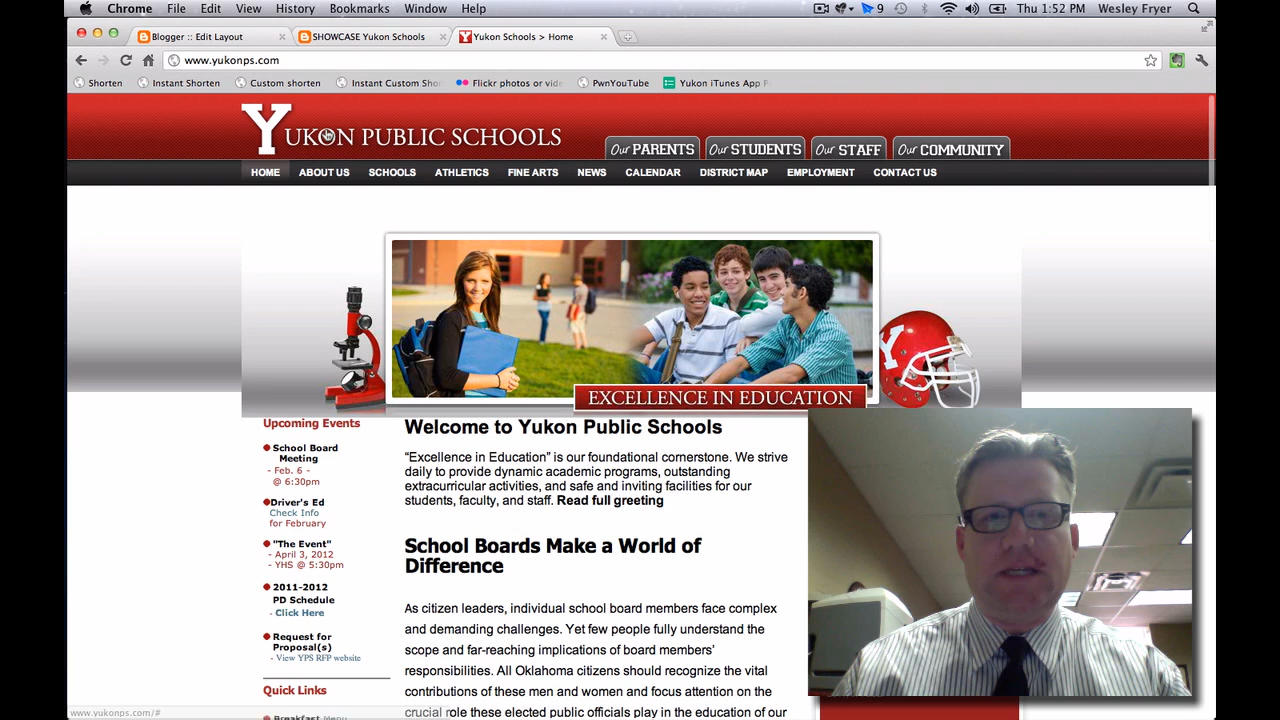 Chrome File Edit View History Bookmarks Window Help 9 Thu 1:52 PM Wesley Fryer
Blogger :: Edit Layout SHOWCASE Yukon Schools Yukon Schools > Home
www.yukonps.com
Shorten Instant Shorten Custom shorten Instant Custom Shor Flickr photos or vide PwnYouTube Yukon iTunes App P
YUKON PUBLIC SCHOOLS
Our PARENTS Our STUDENTS Our STAFF Our COMMUNITY
HOME ABOUT US SCHOOLS ATHLETICS FINE ARTS NEWS CALENDAR DISTRICT MAP EMPLOYMENT CONTACT US
Y
EXCELLENCE IN EDUCATION
Upcoming Events
School Board
Meeting
- Feb. 6 -
@ 6:30pm
Driver's Ed
Check Info
for February
"The Event"
- April 3, 2012
- YHS @ 5:30pm
2011-2012
PD Schedule
- Click Here
Request for
Proposal(s)
- View YPS RFP website
Quick Links
Breakfast Menu
Welcome to Yukon Public Schools
“Excellence in Education” is our foundational cornerstone. We strive
daily to provide dynamic academic programs, outstanding
extracurricular activities, and safe and inviting facilities for our
students, faculty, and staff. Read full greeting
School Boards Make a World of
Difference
As citizen leaders, individual school board members face complex
and demanding challenges. Yet few people fully understand the
scope and far-reaching implications of board members'
responsibilities. All Oklahoma citizens should recognize the vital
contributions of these men and women and focus attention on the
crucial role these elected public officials play in the education of our
www.yukonps.com/#